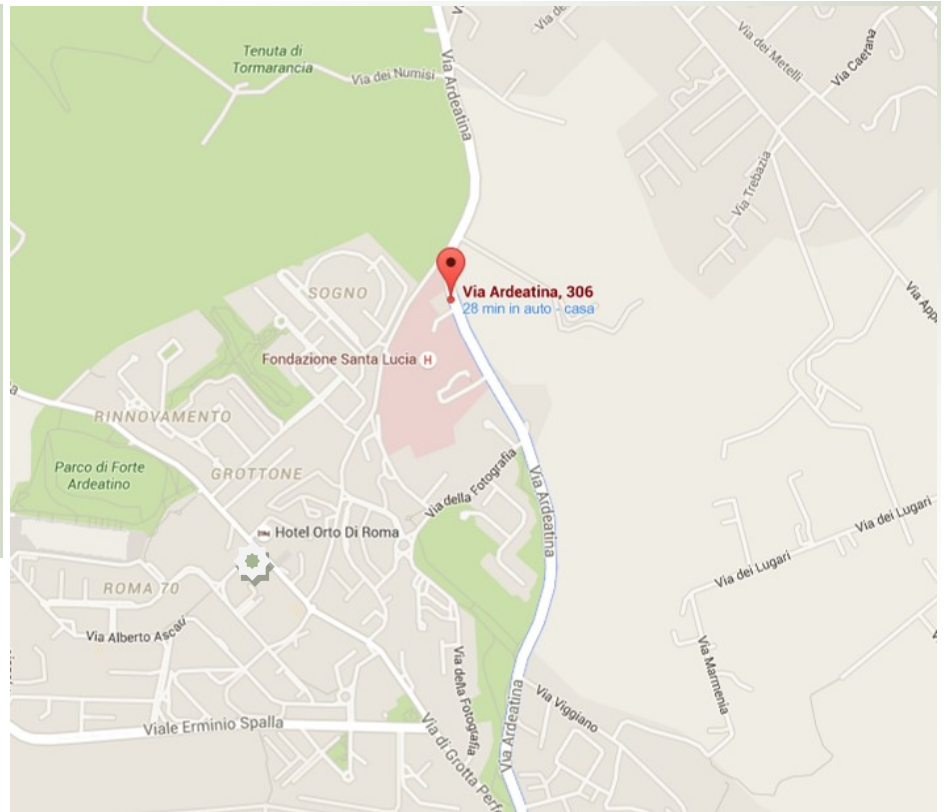 Via dei Metelli
Via Caerana
Tenuta di
Tormarancia
Via dei Numisi
Via Ardeatina
Via Trebazia
SOGNO
Via Ardeatina, 306
28 min in auto - casa
Fondazione Santa Lucia H
RINNOVAMENTO
Parco di Forte
Ardeatino
GROTTONE
Via della Fotografia
Via Ardeatina
Hotel Orto Di Roma
Via dei Lugari
Via dei Lugari
ROMA 70
Via Alberto Ascari
Via della Fotografia
Via Marmenia
Via Ardeatina
Via Viggiano
Viale Erminio Spalla
Via di Grotta Perf